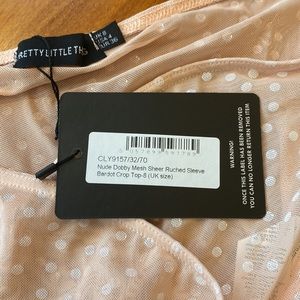 PRETTYLITTLETH
UK 8
USA 4
EUR 36
CLY9157/32/70
Nude Dobby Mesh Sheer Ruched Sleeve
Bardot Crop Top-8 (UK size)
WARNING!
ONCE THIS LABEL HAS BEEN REMOVED
YOU CAN NO LONGER RETURN THIS ITEM